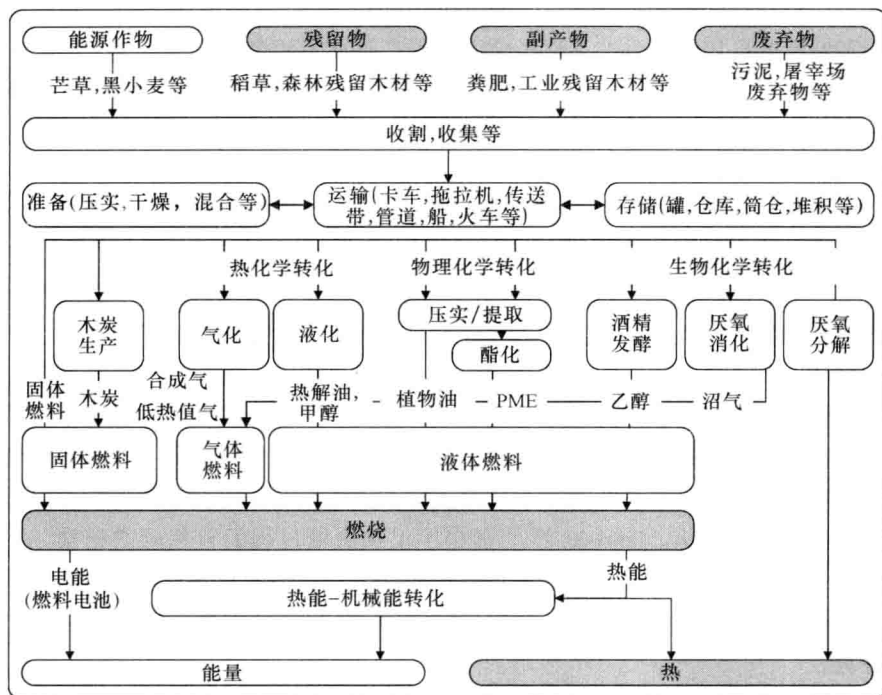 能源作物
残留物
副产物
废弃物
芒草,黑小麦等
稻草,森林残留木材等
粪肥,工业残留木材等
污泥,屠宰场
废弃物等
收割,收集等
准备(压实,干燥，混合等)
运输(卡车,拖拉机,传送
带,管道,船,火车等)
存储(罐,仓库,筒仓,堆积等)
热化学转化
物理化学转化
生物化学转化
木炭
生产
气化
液化
压实/提取
酯化
酒精
发酵
厌氧
消化
厌氧
分解
固体
燃料
木炭
合成气
低热值气
热解油,
甲醇
植物油
PME
乙醇
沼气
固体燃料
气体
燃料
液体燃料
燃烧
电能
(燃料电池)
热能
热能-机械能转化
能量
热